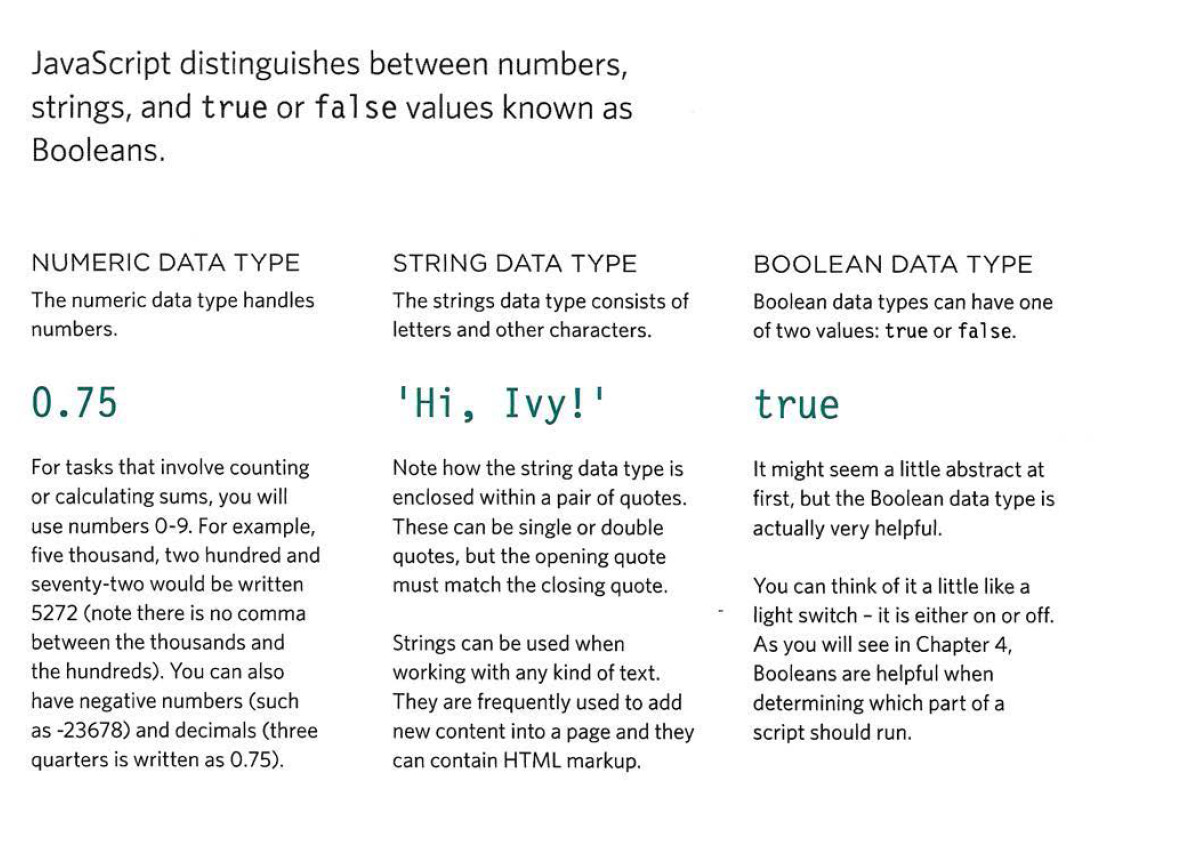 JavaScript distinguishes between numbers,
strings, and true or false values known as
Booleans.
NUMERIC DATA TYPE
The numeric data type handles
numbers.
0.75
For tasks that involve counting
or calculating sums, you will
use numbers 0-9. For example,
five thousand, two hundred and
seventy-two would be written
5272 (note there is no comma
between the thousands and
the hundreds). You can also
have negative numbers (such
as -23678) and decimals (three
quarters is written as 0.75).
STRING DATA TYPE
The strings data type consists of
letters and other characters.
'Hi, Ivy!'
Note how the string data type is
enclosed within a pair of quotes.
These can be single or double
quotes, but the opening quote
must match the closing quote.
Strings can be used when
working with any kind of text.
They are frequently used to add
new content into a page and they
can contain HTML markup.
BOOLEAN DATA TYPE
Boolean data types can have one
of two values: true or false.
true
It might seem a little abstract at
first, but the Boolean data type is
actually very helpful.
You can think of it a little like a
light switch – it is either on or off.
As you will see in Chapter 4,
Booleans are helpful when
determining which part of a
script should run.